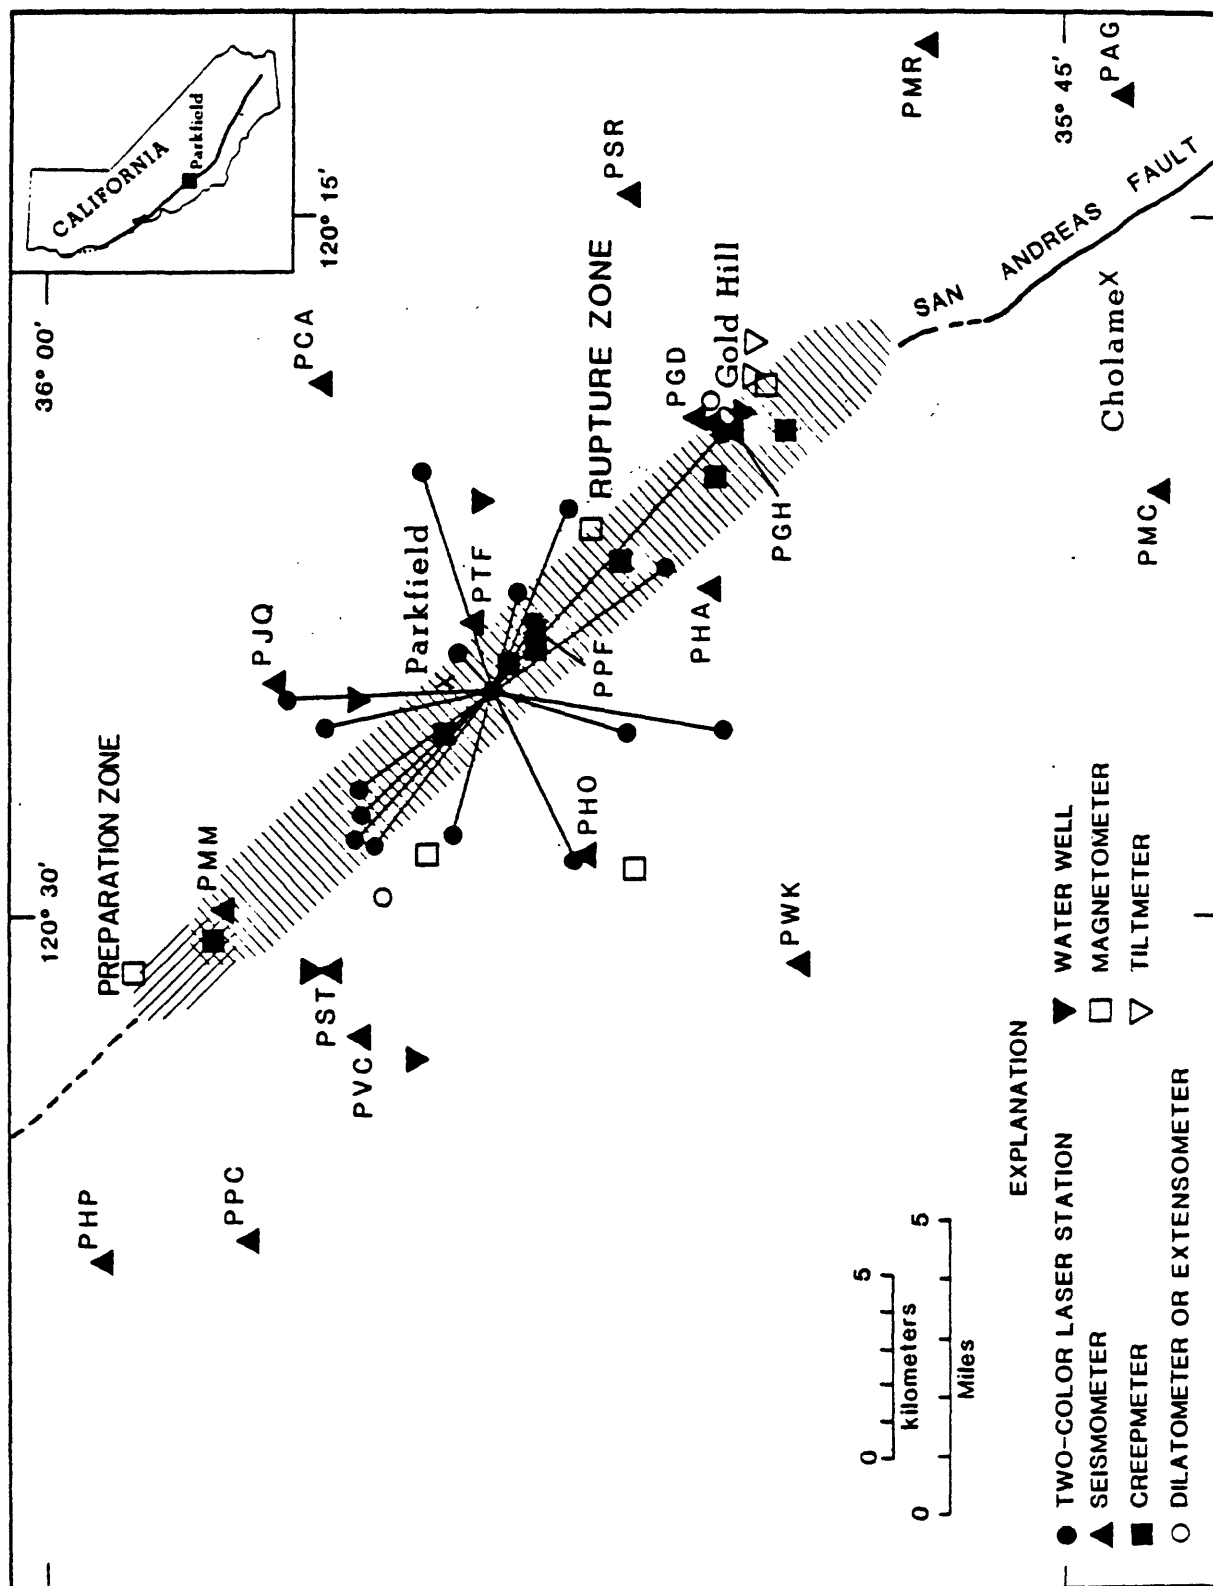 CALIFORNIA
Parkfield
36° 00'
120° 15'
120° 30'
35° 45'
PREPARATION ZONE
RUPTURE ZONE
SAN ANDREAS FAULT
Parkfield
Gold Hill
Cholame X
PHP
PPC
PVC
PST
PMM
PJQ
PCA
PTF
PPF
PHO
PWK
PHA
PGD
PGH
PSR
PMR
PAG
PMC
0 5
kilometers
0 5
Miles
EXPLANATION
TWO-COLOR LASER STATION
SEISMOMETER
CREEPMETER
DILATOMETER OR EXTENSOMETER
WATER WELL
MAGNETOMETER
TILTMETER